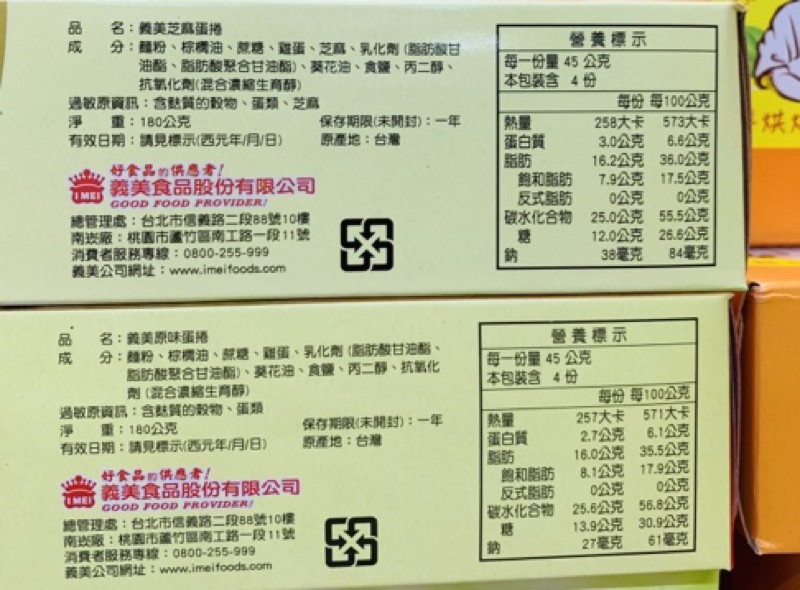 品　　名：義美芝麻蛋捲
成　　分：麵粉、棕櫚油、蔗糖、雞蛋、芝麻、乳化劑 (脂肪酸甘
油酯、脂肪酸聚合甘油酯)、葵花油、食鹽、丙二醇、
抗氧化劑(混合濃縮生育醇)
過敏原資訊：含麩質的穀物、蛋類、芝麻
淨　　重：180公克　保存期限(未開封)：一年
有效日期：請見標示(西元年/月/日)　原產地：台灣
好食品的供應者!
I MEI 義美食品股份有限公司
GOOD FOOD PROVIDER!
總管理處：台北市信義路二段88號10樓
南崁廠：桃園市蘆竹區南工路一段11號
消費者服務專線：0800-255-999
義美公司網址：www.imeifoods.com
營養標示
每一份量 45 公克
本包裝含 4 份
每份 每100公克
熱量 258大卡 573大卡
蛋白質 3.0公克 6.6公克
脂肪 16.2公克 36.0公克
飽和脂肪 7.9公克 17.5公克
反式脂肪 0公克 0公克
碳水化合物 25.0公克 55.5公克
糖 12.0公克 26.6公克
鈉 38毫克 84毫克
烘
品　　名：義美原味蛋捲
成　　分：麵粉、棕櫚油、蔗糖、雞蛋、乳化劑 (脂肪酸甘油酯、
脂肪酸聚合甘油酯)、葵花油、食鹽、丙二醇、抗氧化
劑 (混合濃縮生育醇)
過敏原資訊：含麩質的穀物、蛋類
淨　　重：180公克　保存期限(未開封)：一年
有效日期：請見標示(西元年/月/日)　原產地：台灣
好食品的供應者!
I MEI 義美食品股份有限公司
GOOD FOOD PROVIDER!
總管理處：台北市信義路二段88號10樓
南崁廠：桃園市蘆竹區南工路一段11號
消費者服務專線：0800-255-999
義美公司網址：www.imeifoods.com
營養標示
每一份量 45 公克
本包裝含 4 份
每份 每100公克
熱量 257大卡 571大卡
蛋白質 2.7公克 6.1公克
脂肪 16.0公克 35.5公克
飽和脂肪 8.1公克 17.9公克
反式脂肪 0公克 0公克
碳水化合物 25.6公克 56.8公克
糖 13.9公克 30.9公克
鈉 27毫克 61毫克